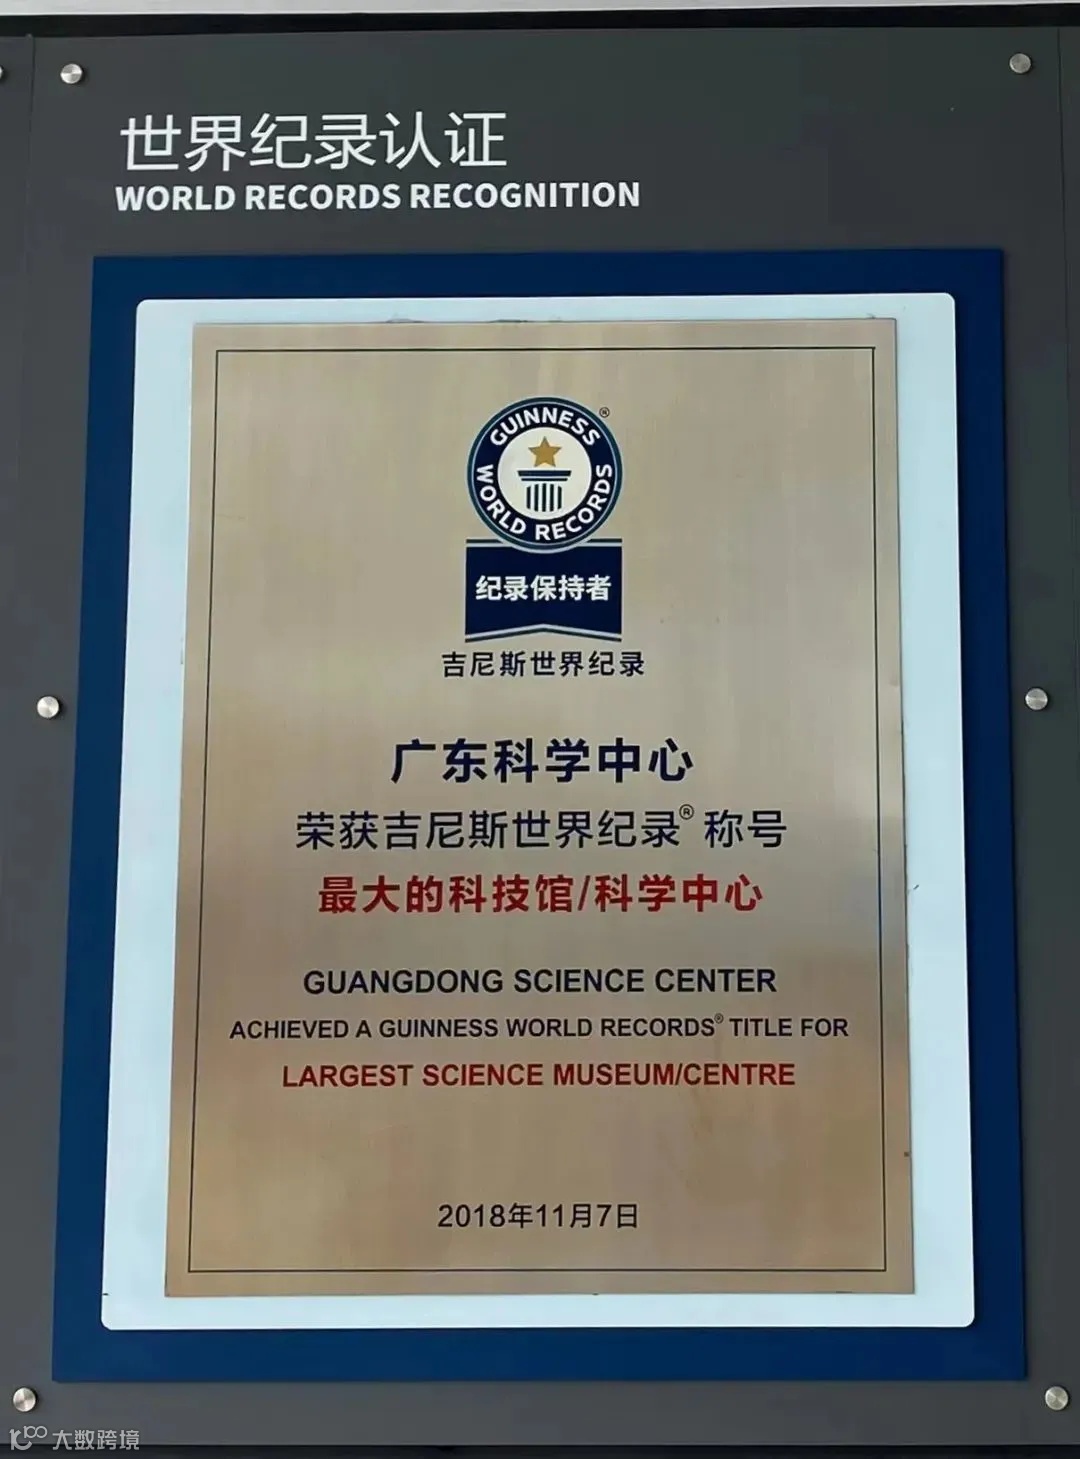 世界纪录认证
WORLD RECORDS RECOGNITION
GUINNESS
WORLD RECORDS
®
纪录保持者
吉尼斯世界纪录
广东科学中心
荣获吉尼斯世界纪录® 称号
最大的科技馆/科学中心
GUANGDONG SCIENCE CENTER
ACHIEVED A GUINNESS WORLD RECORDS® TITLE FOR
LARGEST SCIENCE MUSEUM/CENTRE
2018年11月7日
大数跨境